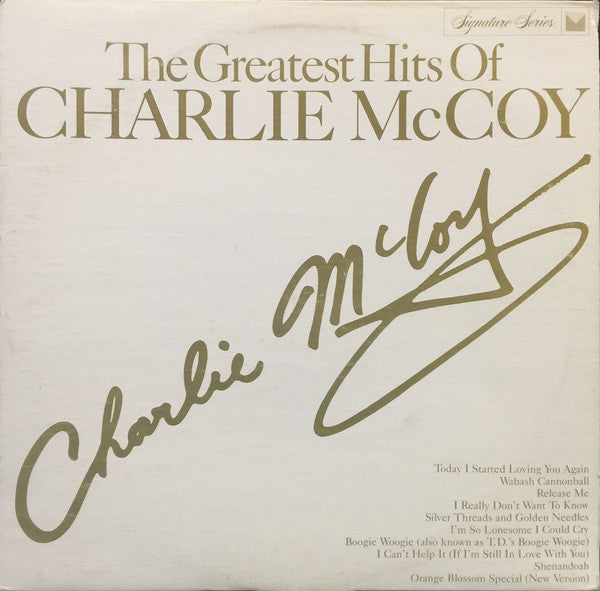 Signature Series
The Greatest Hits Of
CHARLIE McCOY
Charlie McCoy
Today I Started Loving You Again
Wabash Cannonball
Release Me
I Really Don't Want To Know
Silver Threads and Golden Needles
I'm So Lonesome I Could Cry
Boogie Woogie (also known as T.D.'s Boogie Woogie)
I Can't Help It (If I'm Still In Love With You)
Shenandoah
Orange Blossom Special (New Version)